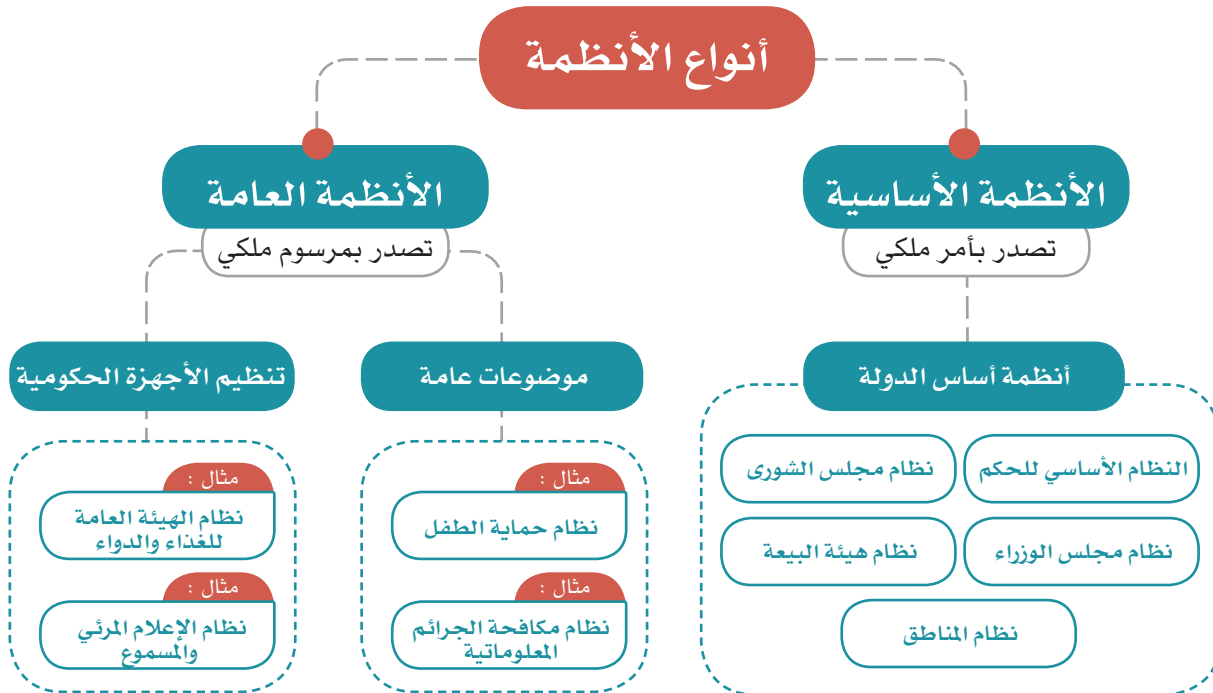 أنواع الأنظمة
الأنظمة الأساسية
تصدر بأمر ملكي
أنظمة أساس الدولة
النظام الأساسي للحكم
نظام مجلس الشورى
نظام مجلس الوزراء
نظام هيئة البيعة
نظام المناطق
الأنظمة العامة
تصدر بمرسوم ملكي
موضوعات عامة
مثال :
نظام حماية الطفل
مثال :
نظام مكافحة الجرائم
المعلوماتية
تنظيم الأجهزة الحكومية
مثال :
نظام الهيئة العامة
للغذاء والدواء
مثال :
نظام الإعلام المرئي
والمسموع